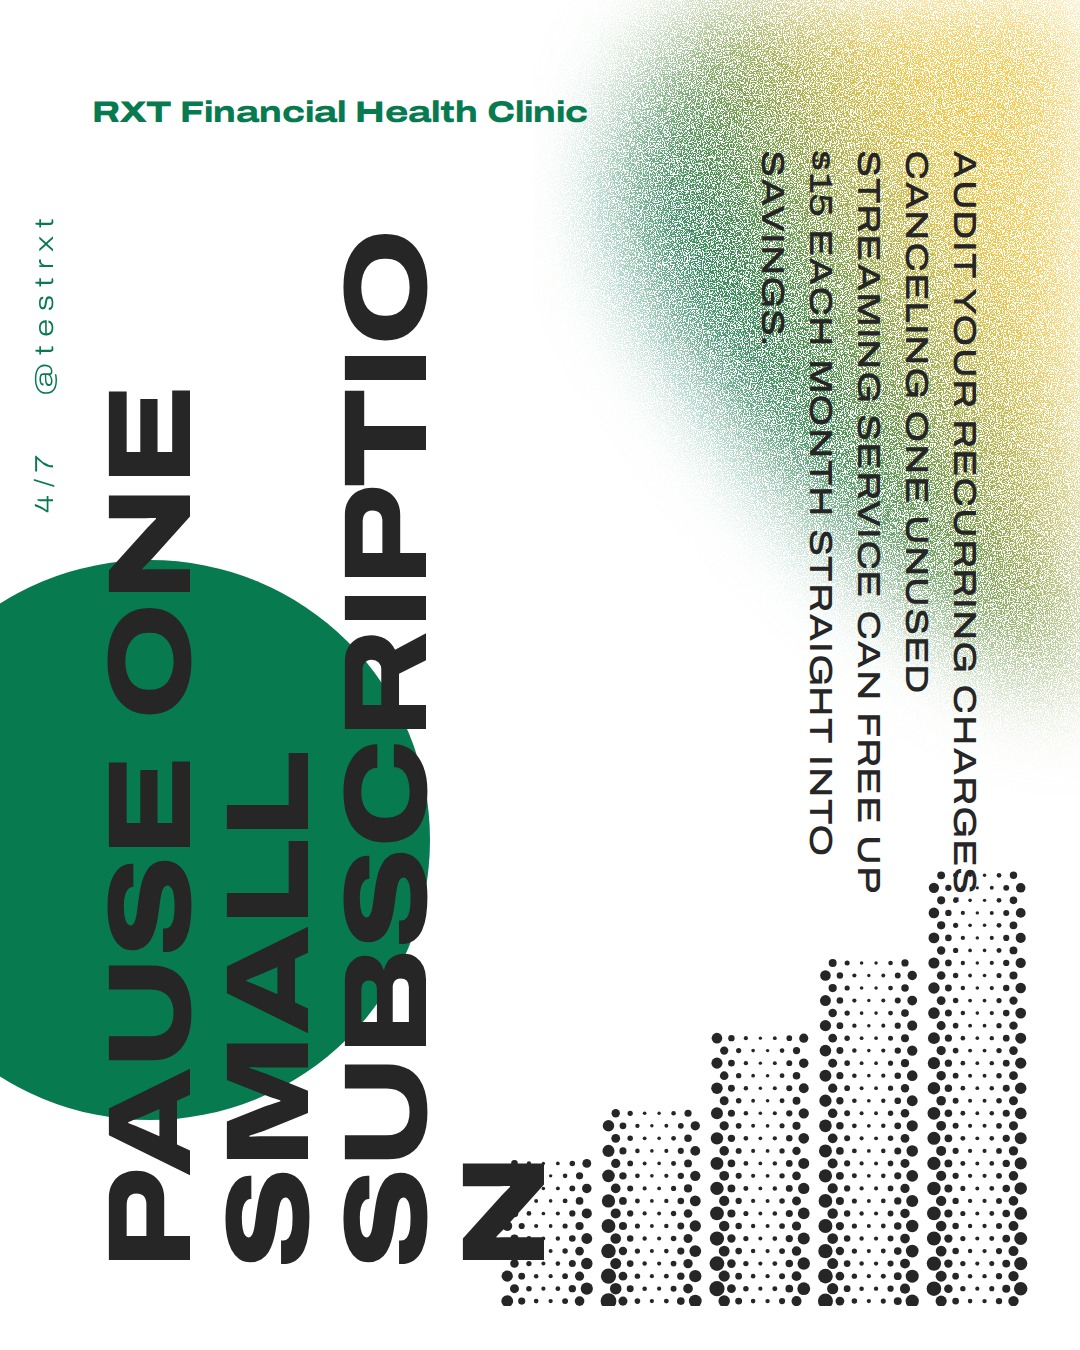 RXT Financial Health Clinic
4/7 @testrxt
PAUSE ONE
SMALL
SUBSCRIPTIO
N
AUDIT YOUR RECURRING CHARGES
CANCELING ONE UNUSED
STREAMING SERVICE CAN FREE UP
s15 EACH MONTH STRAIGHT INTO
SAVINGS.